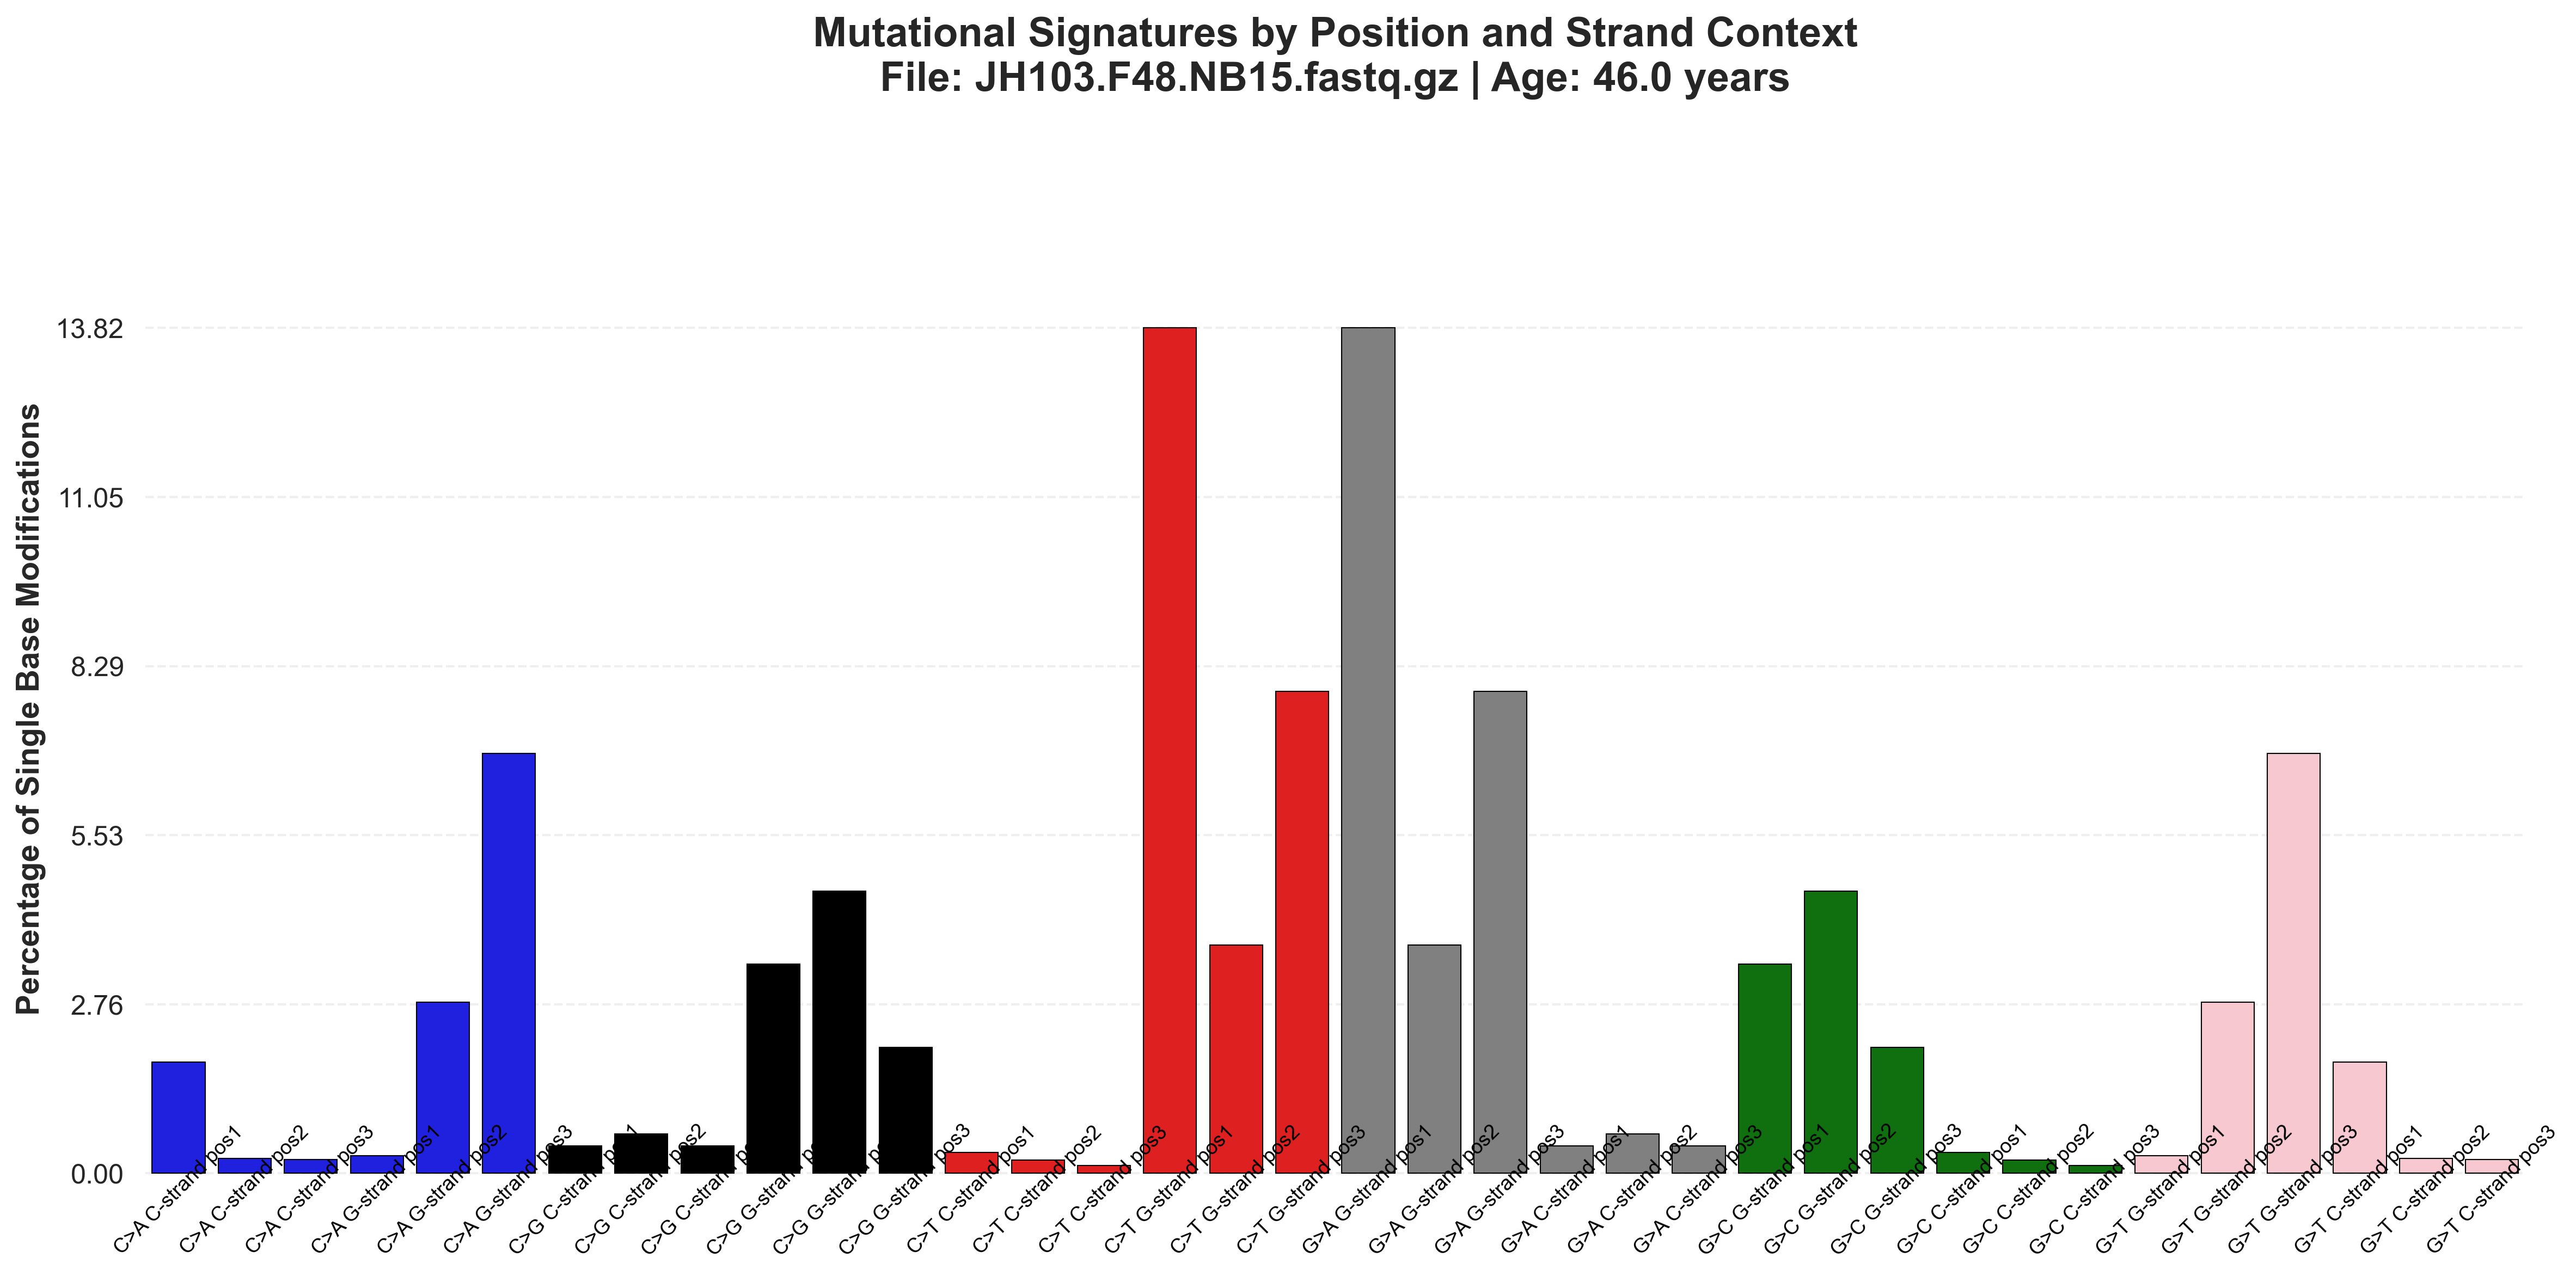 Mutational Signatures by Position and Strand Context
File: JH103.F48.NB15.fastq.gz | Age: 46.0 years
Percentage of Single Base Modifications
13.82
11.05
8.29
5.53
2.76
0.00
C>A C-strand pos1
C>A C-strand pos2
C>A C-strand pos3
C>A G-strand pos1
C>A G-strand pos2
C>A G-strand pos3
C>G C-strand pos1
C>G C-strand pos2
C>G C-strand pos3
C>G G-strand pos1
C>G G-strand pos2
C>G G-strand pos3
C>T C-strand pos1
C>T C-strand pos2
C>T C-strand pos3
C>T G-strand pos1
C>T G-strand pos2
C>T G-strand pos3
G>A G-strand pos1
G>A G-strand pos2
G>A G-strand pos3
G>A C-strand pos1
G>A C-strand pos2
G>A C-strand pos3
G>C G-strand pos1
G>C G-strand pos2
G>C G-strand pos3
G>C C-strand pos1
G>C C-strand pos2
G>C C-strand pos3
G>T G-strand pos1
G>T G-strand pos2
G>T G-strand pos3
G>T C-strand pos1
G>T C-strand pos2
G>T C-strand pos3